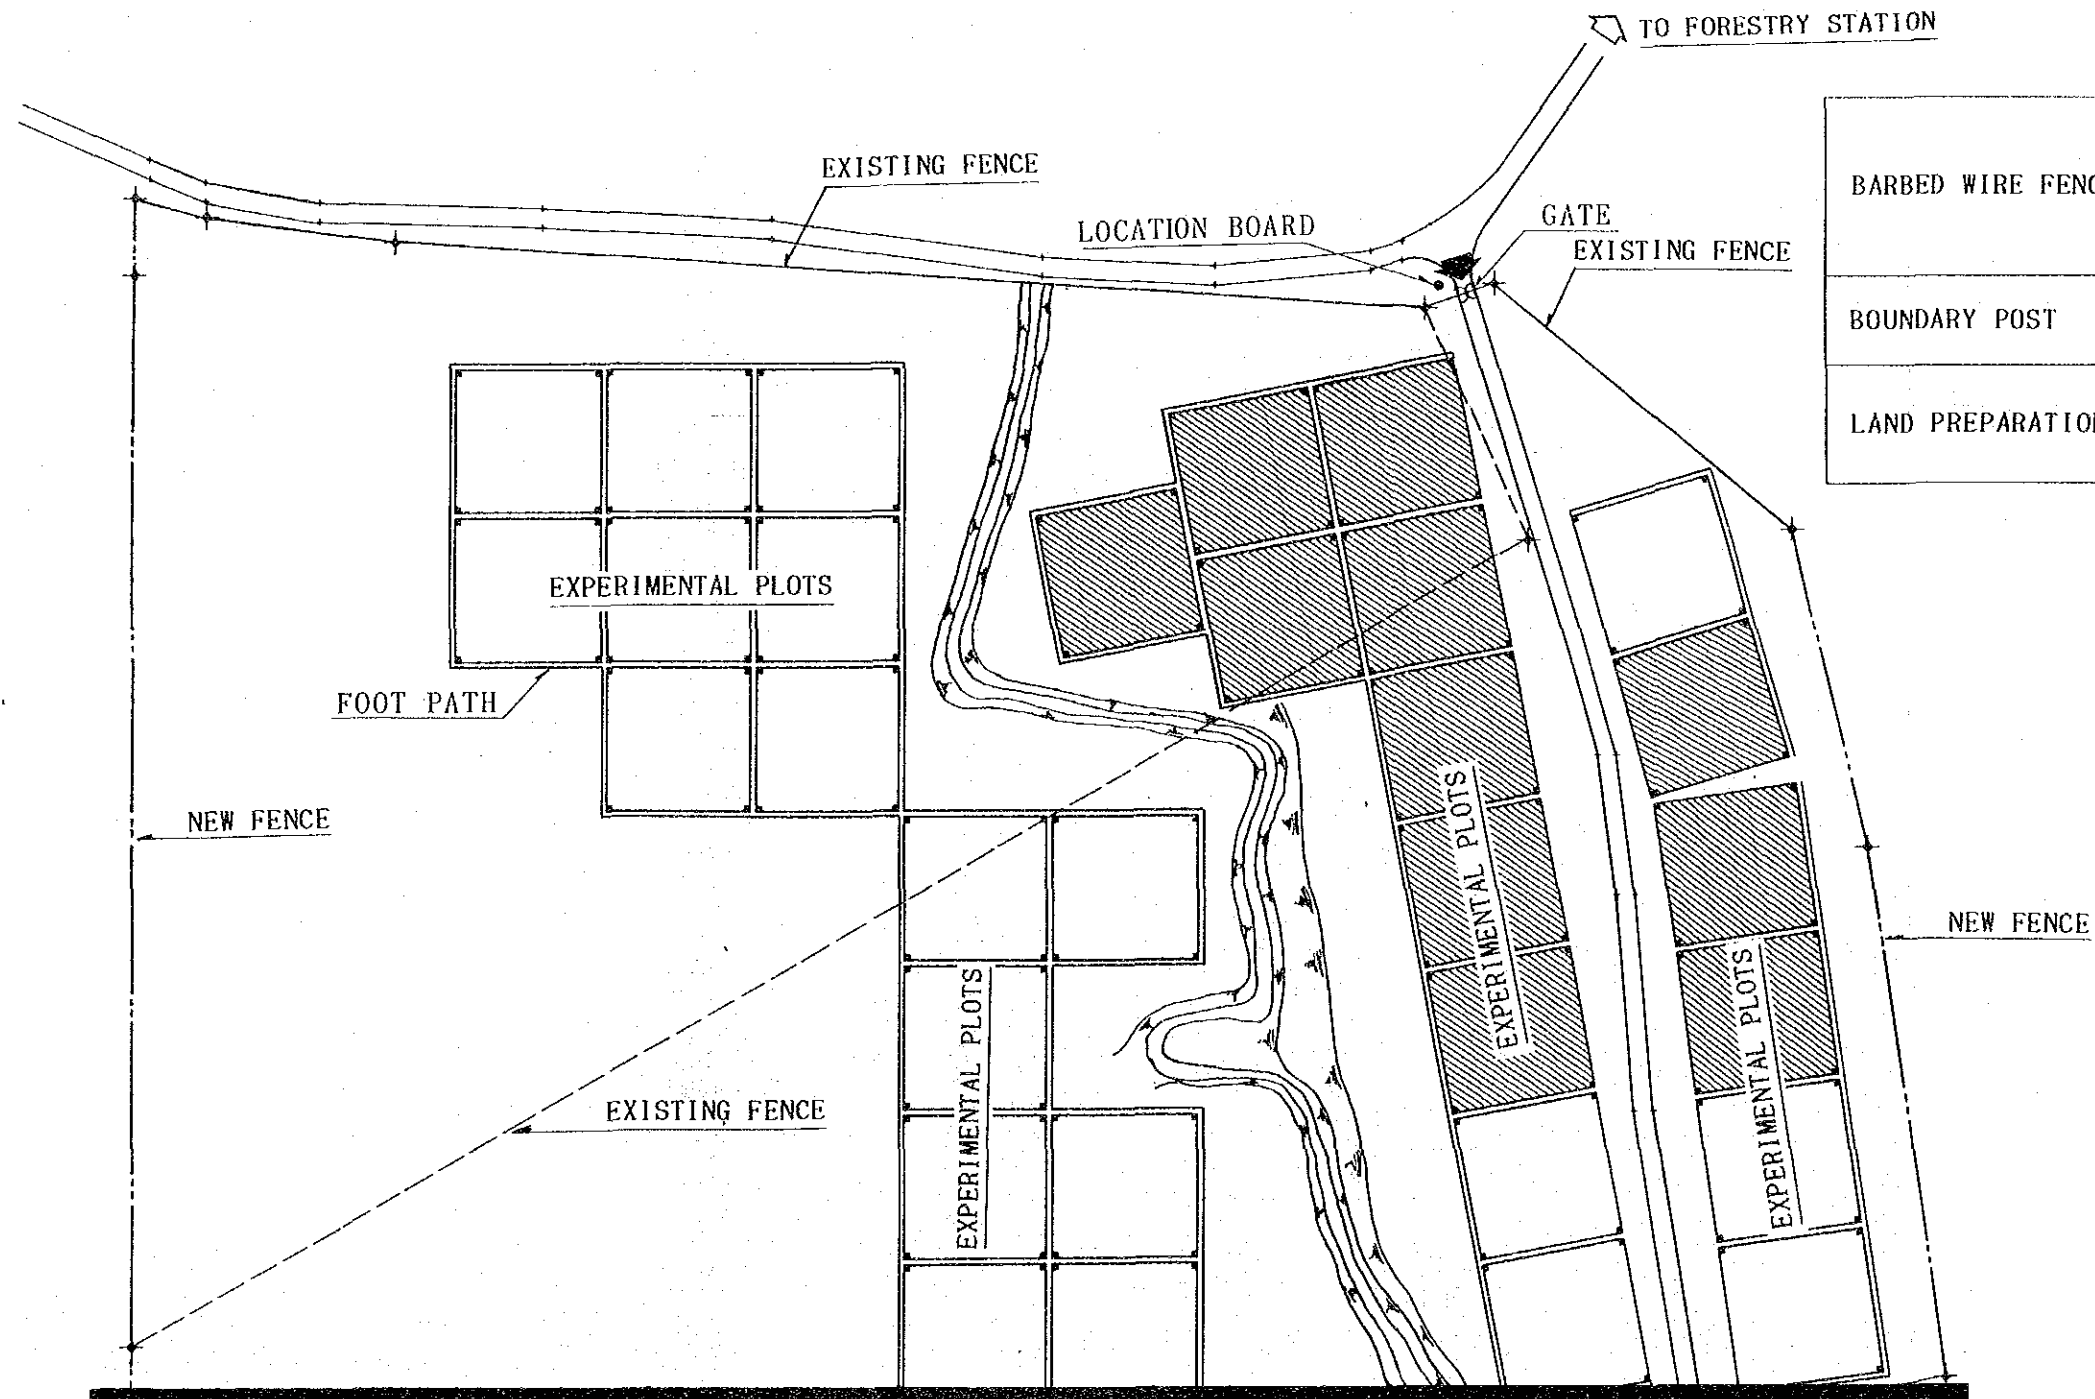 TO FORESTRY STATION
EXISTING FENCE
LOCATION BOARD
GATE
EXISTING FENCE
BARBED WIRE FENC
BOUNDARY POST
LAND PREPARATION
EXPERIMENTAL PLOTS
FOOT PATH
NEW FENCE
EXPERIMENTAL PLOTS
NEW FENCE
EXPERIMENTAL PLOTS
EXPERIMENTAL PLOTS
EXISTING FENCE